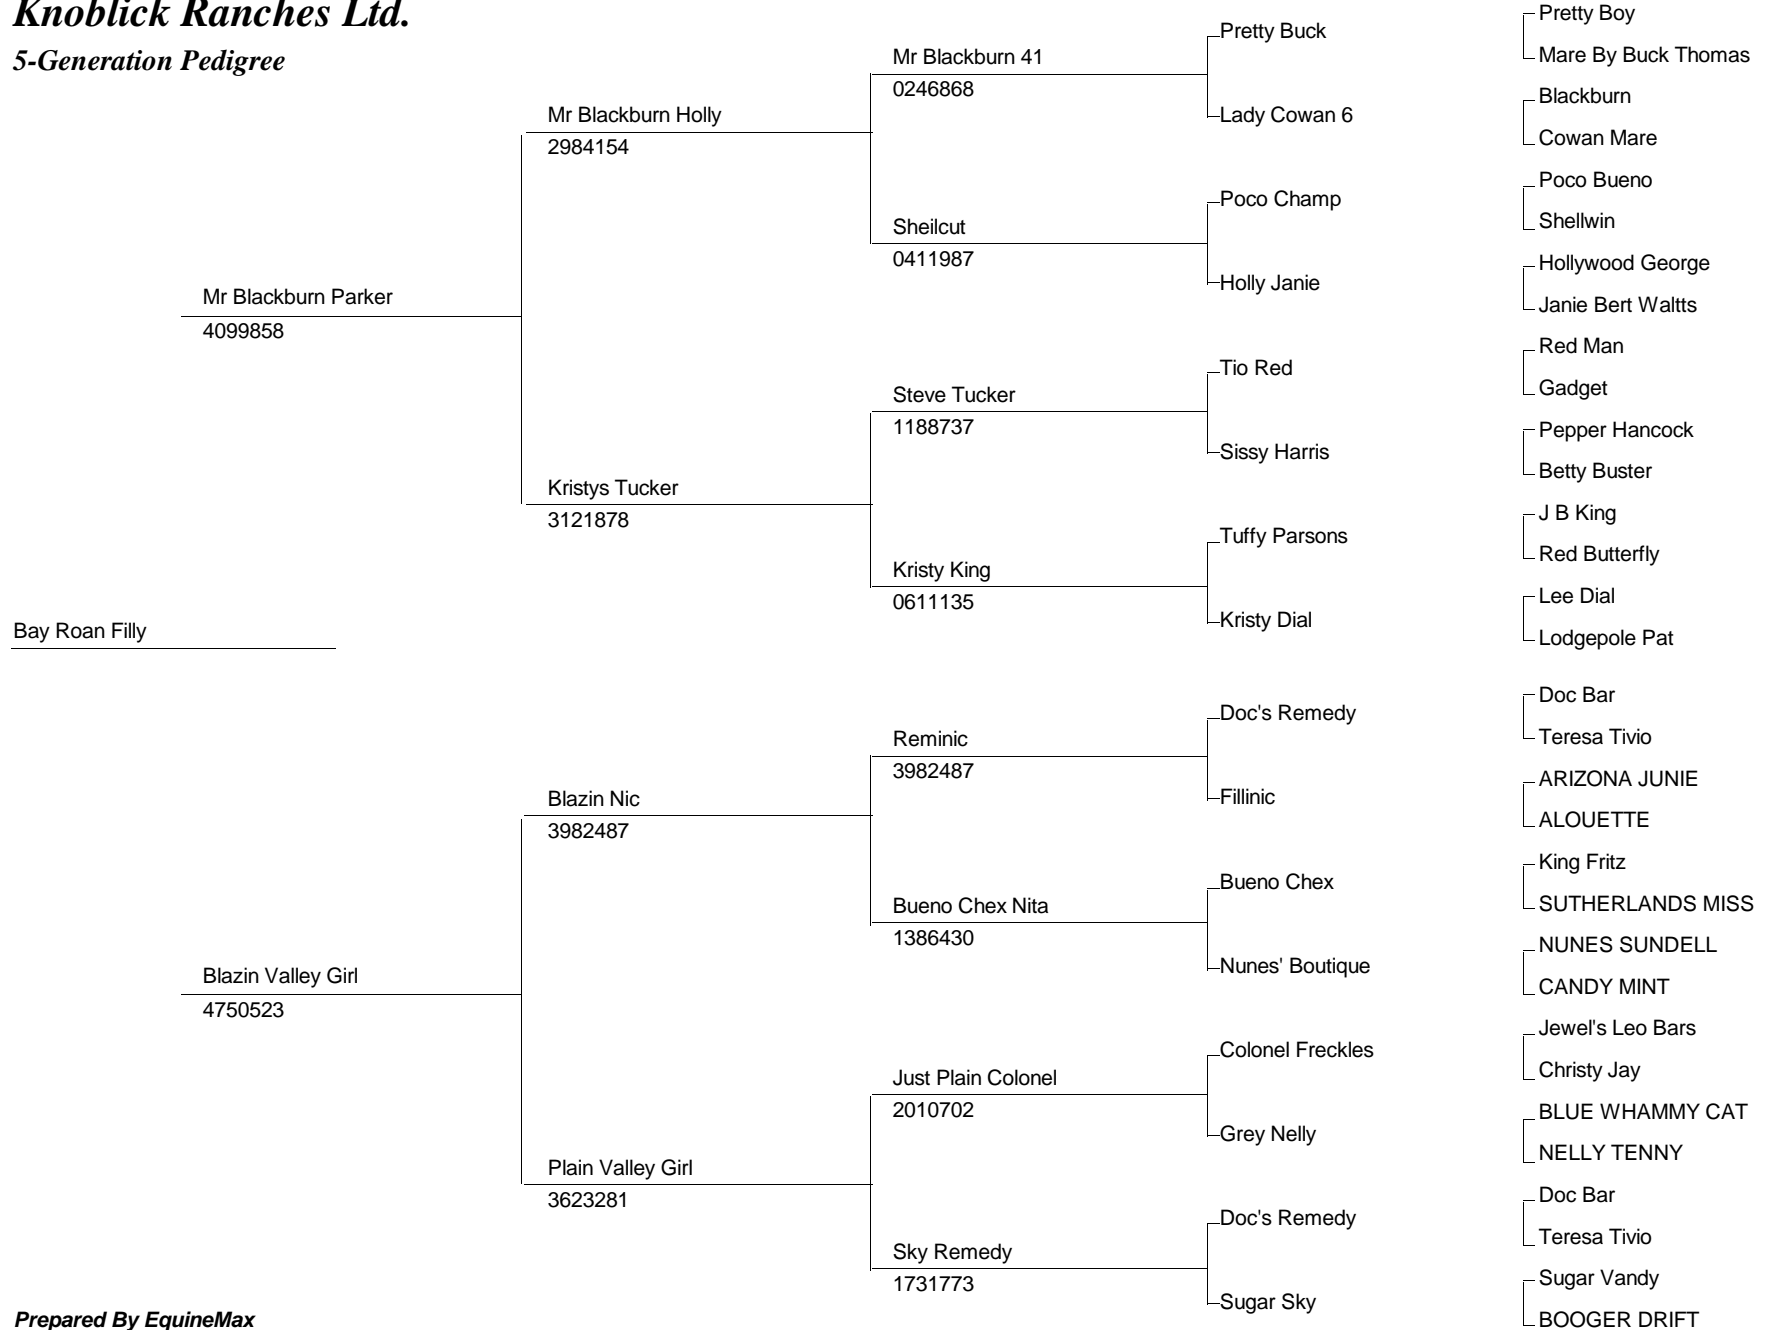 Knoblick Ranches Ltd.
5-Generation Pedigree
Bay Roan Filly
Mr Blackburn Parker
4099858
Blazin Valley Girl
4750523
Mr Blackburn Holly
2984154
Kristys Tucker
3121878
Blazin Nic
3982487
Plain Valley Girl
3623281
Mr Blackburn 41
0246868
Sheilcut
0411987
Steve Tucker
1188737
Kristy King
0611135
Reminic
3982487
Bueno Chex Nita
1386430
Just Plain Colonel
2010702
Sky Remedy
1731773
Pretty Buck
Lady Cowan 6
Poco Champ
Holly Janie
Tio Red
Sissy Harris
Tuffy Parsons
Kristy Dial
Doc's Remedy
Fillinic
Bueno Chex
Nunes' Boutique
Colonel Freckles
Grey Nelly
Doc's Remedy
Sugar Sky
Pretty Boy
Mare By Buck Thomas
Blackburn
Cowan Mare
Poco Bueno
Shellwin
Hollywood George
Janie Bert Waltts
Red Man
Gadget
Pepper Hancock
Betty Buster
J B King
Red Butterfly
Lee Dial
Lodgepole Pat
Doc Bar
Teresa Tivio
ARIZONA JUNIE
ALOUETTE
King Fritz
SUTHERLANDS MISS
NUNES SUNDELL
CANDY MINT
Jewel's Leo Bars
Christy Jay
BLUE WHAMMY CAT
NELLY TENNY
Doc Bar
Teresa Tivio
Sugar Vandy
BOOGER DRIFT
Prepared By EquineMax